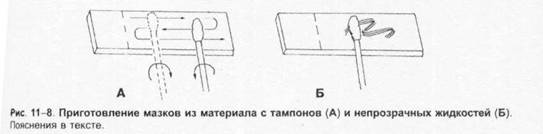 А Б
Рис. 11-8. Приготовление мазков из материала с тампонов (А) и непрозрачных жидкостей (Б).
Пояснения в тексте.